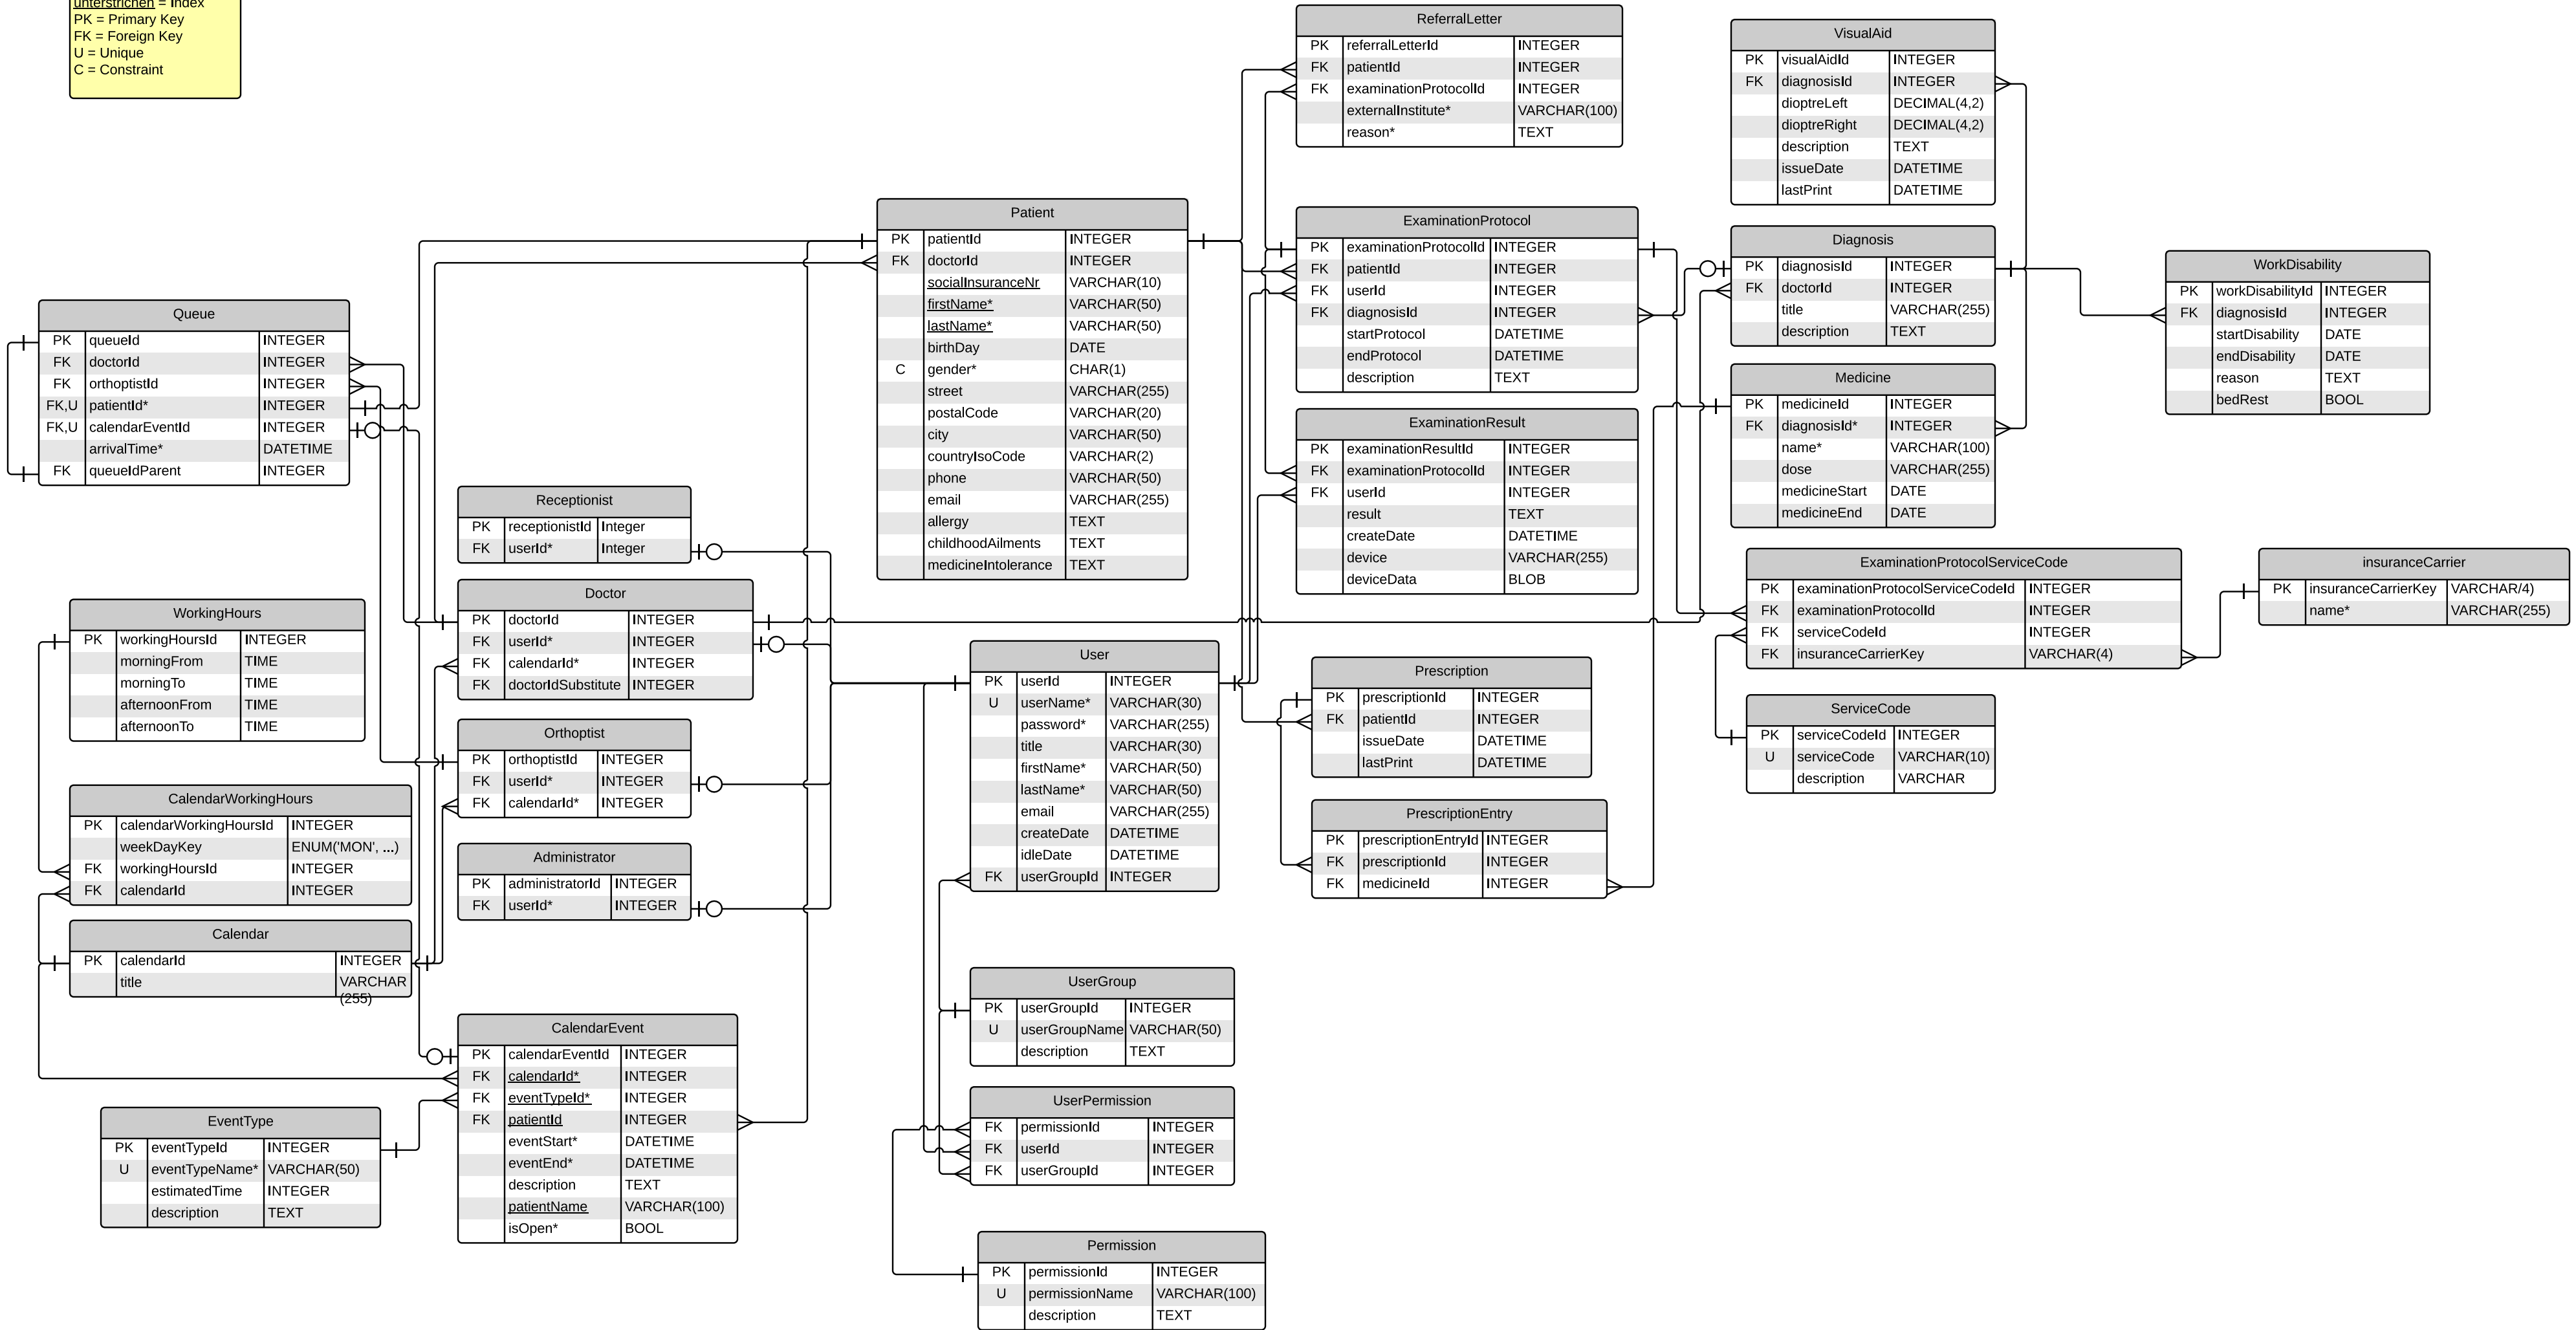 unterstrichen = Index
PK = Primary Key
FK = Foreign Key
U = Unique
C = Constraint
ReferralLetter
PK referralLetterId INTEGER
FK patientId INTEGER
FK examinationProtocolId INTEGER
externalInstitute* VARCHAR(100)
reason* TEXT
VisualAid
PK visualAidId INTEGER
FK diagnosisId INTEGER
dioptreLeft DECIMAL(4,2)
dioptreRight DECIMAL(4,2)
description TEXT
issueDate DATETIME
lastPrint DATETIME
Patient
PK patientId INTEGER
FK doctorId INTEGER
socialInsuranceNr VARCHAR(10)
firstName* VARCHAR(50)
lastName* VARCHAR(50)
birthDay DATE
C gender* CHAR(1)
street VARCHAR(255)
postalCode VARCHAR(20)
city VARCHAR(50)
countryIsoCode VARCHAR(2)
phone VARCHAR(50)
email VARCHAR(255)
allergy TEXT
childhoodAilments TEXT
medicineIntolerance TEXT
ExaminationProtocol
PK examinationProtocolId INTEGER
FK patientId INTEGER
FK userId INTEGER
FK diagnosisId INTEGER
startProtocol DATETIME
endProtocol DATETIME
description TEXT
Diagnosis
PK diagnosisId INTEGER
FK doctorId INTEGER
title VARCHAR(255)
description TEXT
WorkDisability
PK workDisabilityId INTEGER
FK diagnosisId INTEGER
startDisability DATE
endDisability DATE
reason TEXT
bedRest BOOL
Queue
PK queueId INTEGER
FK doctorId INTEGER
FK orthoptistId INTEGER
FK,U patientId* INTEGER
FK,U calendarEventId INTEGER
arrivalTime* DATETIME
FK queueIdParent INTEGER
Medicine
PK medicineId INTEGER
FK diagnosisId* INTEGER
name* VARCHAR(100)
dose VARCHAR(255)
medicineStart DATE
medicineEnd DATE
ExaminationResult
PK examinationResultId INTEGER
FK examinationProtocolId INTEGER
FK userId INTEGER
result TEXT
createDate DATETIME
device VARCHAR(255)
deviceData BLOB
Receptionist
PK receptionistId Integer
FK userId* Integer
ExaminationProtocolServiceCode
PK examinationProtocolServiceCodeId INTEGER
FK examinationProtocolId INTEGER
FK serviceCodeId INTEGER
FK insuranceCarrierKey VARCHAR(4)
insuranceCarrier
PK insuranceCarrierKey VARCHAR/4)
name* VARCHAR(255)
Doctor
PK doctorId INTEGER
FK userId* INTEGER
FK calendarId* INTEGER
FK doctorIdSubstitute INTEGER
WorkingHours
PK workingHoursId INTEGER
morningFrom TIME
morningTo TIME
afternoonFrom TIME
afternoonTo TIME
User
PK userId INTEGER
U userName* VARCHAR(30)
password* VARCHAR(255)
title VARCHAR(30)
firstName* VARCHAR(50)
lastName* VARCHAR(50)
email VARCHAR(255)
createDate DATETIME
idleDate DATETIME
FK userGroupId INTEGER
Prescription
PK prescriptionId INTEGER
FK patientId INTEGER
issueDate DATETIME
lastPrint DATETIME
ServiceCode
PK serviceCodeId INTEGER
U serviceCode VARCHAR(10)
description VARCHAR
Orthoptist
PK orthoptistId INTEGER
FK userId* INTEGER
FK calendarId* INTEGER
CalendarWorkingHours
PK calendarWorkingHoursId INTEGER
weekDayKey ENUM('MON', ...)
FK workingHoursId INTEGER
FK calendarId INTEGER
PrescriptionEntry
PK prescriptionEntryId INTEGER
FK prescriptionId INTEGER
FK medicineId INTEGER
Administrator
PK administratorId INTEGER
FK userId* INTEGER
Calendar
PK calendarId INTEGER
title VARCHAR
(255)
UserGroup
PK userGroupId INTEGER
U userGroupName VARCHAR(50)
description TEXT
CalendarEvent
PK calendarEventId INTEGER
FK calendarId* INTEGER
FK eventTypeId* INTEGER
FK patientId INTEGER
eventStart* DATETIME
eventEnd* DATETIME
description TEXT
patientName VARCHAR(100)
isOpen* BOOL
UserPermission
FK permissionId INTEGER
FK userId INTEGER
FK userGroupId INTEGER
EventType
PK eventTypeId INTEGER
U eventTypeName* VARCHAR(50)
estimatedTime INTEGER
description TEXT
Permission
PK permissionId INTEGER
U permissionName VARCHAR(100)
description TEXT